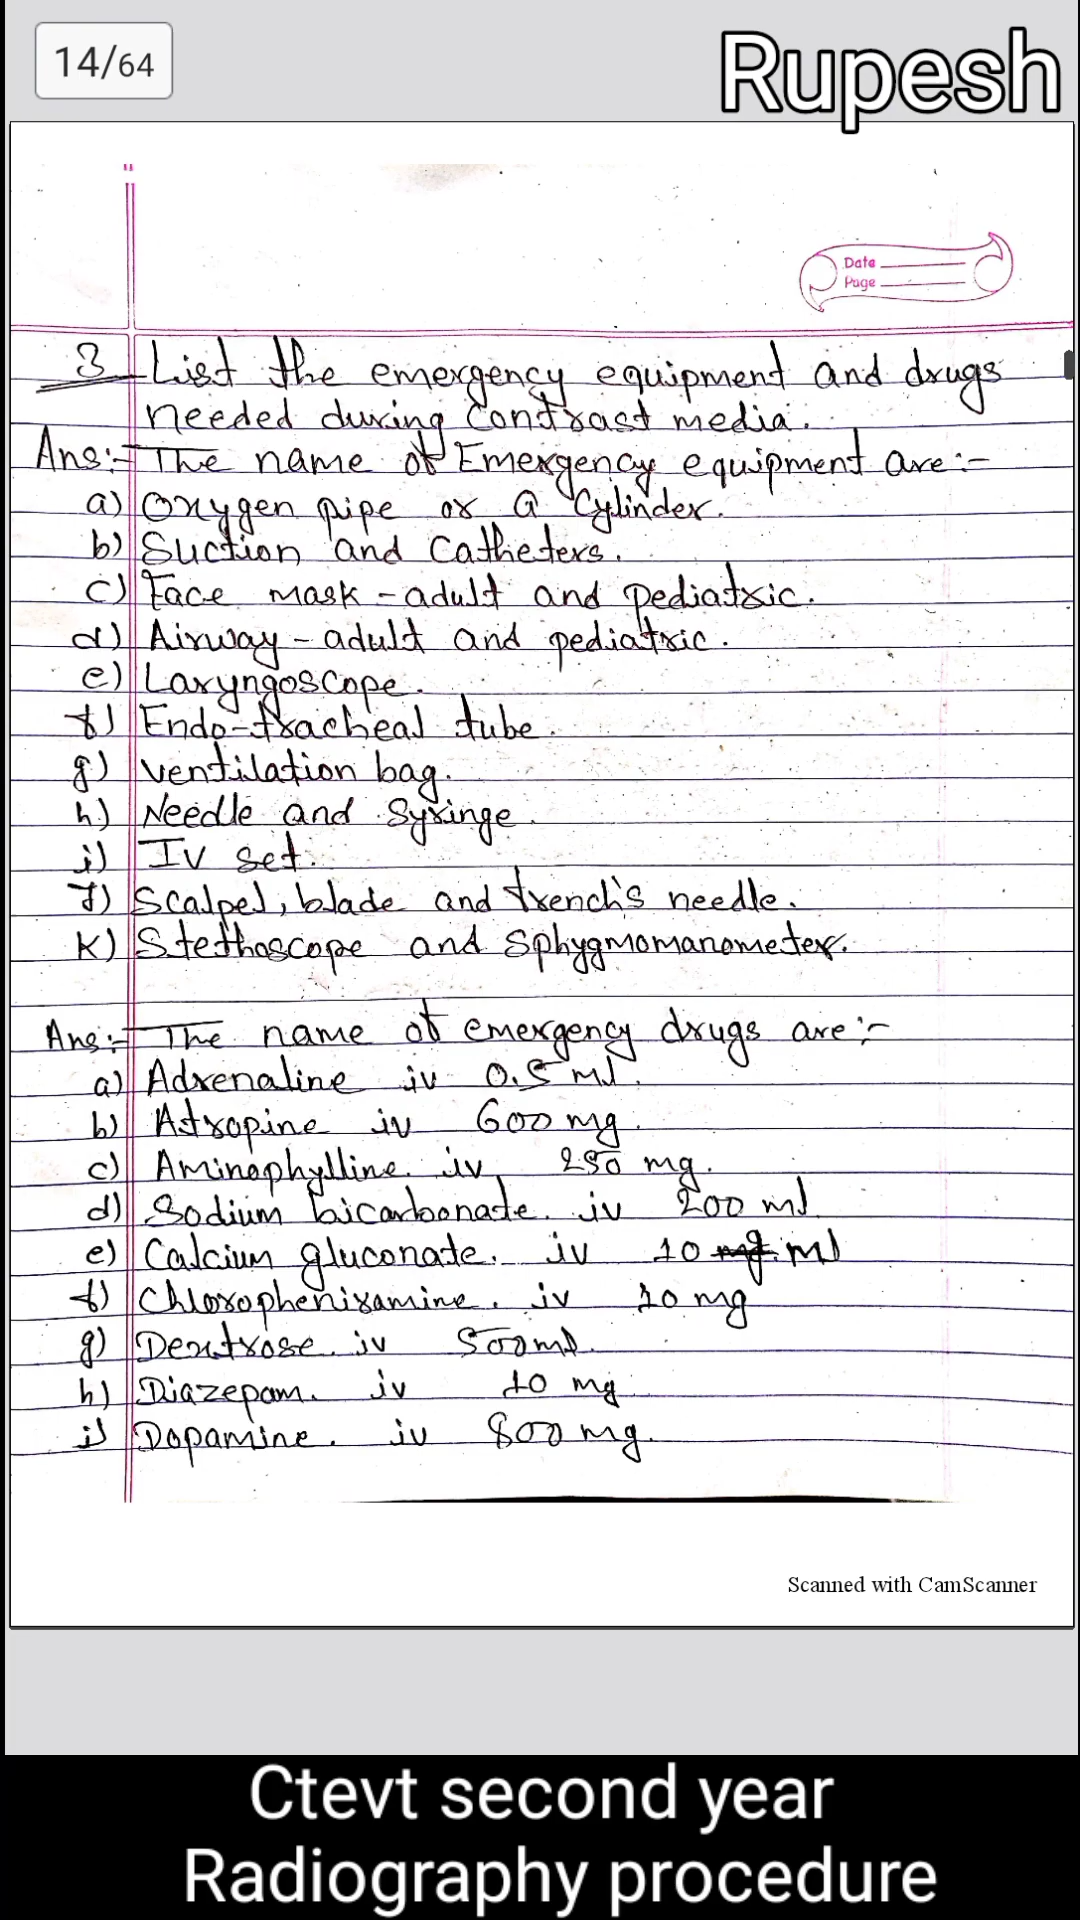 14/64
Rupesh
Date
Page
3 List the emergency equipment and drugs
needed during contrast media.
Ans:- The name of Emergency equipment are:-
a) Oxygen pipe or a Cylinder.
b) Suction and Catheters.
c) Face mask - adult and pediatric.
d) Airway - adult and pediatric.
e) Laryngoscope.
f) Endo-tracheal tube.
g) Ventilation bag.
h) Needle and Syringe.
i) IV set.
J) Scalpel, blade and trench's needle.
K) Stethoscope and Sphygmomanometer.
Ans:- The name of emergency drugs are:-
a) Adrenaline iv 0.5 ml.
b) Atropine iv 600 mg.
c) Aminophylline. iv 250 mg.
d) Sodium bicarbonate. iv 200 ml
e) Calcium gluconate. iv 10 mg. ml
f) Chloropheniramine. iv 10 mg
g) Dextrose. iv 500ml.
h) Diazepam. iv 10 mg
i) Dopamine. iv 800 mg.
Scanned with CamScanner
Ctevt second year
Radiography procedure